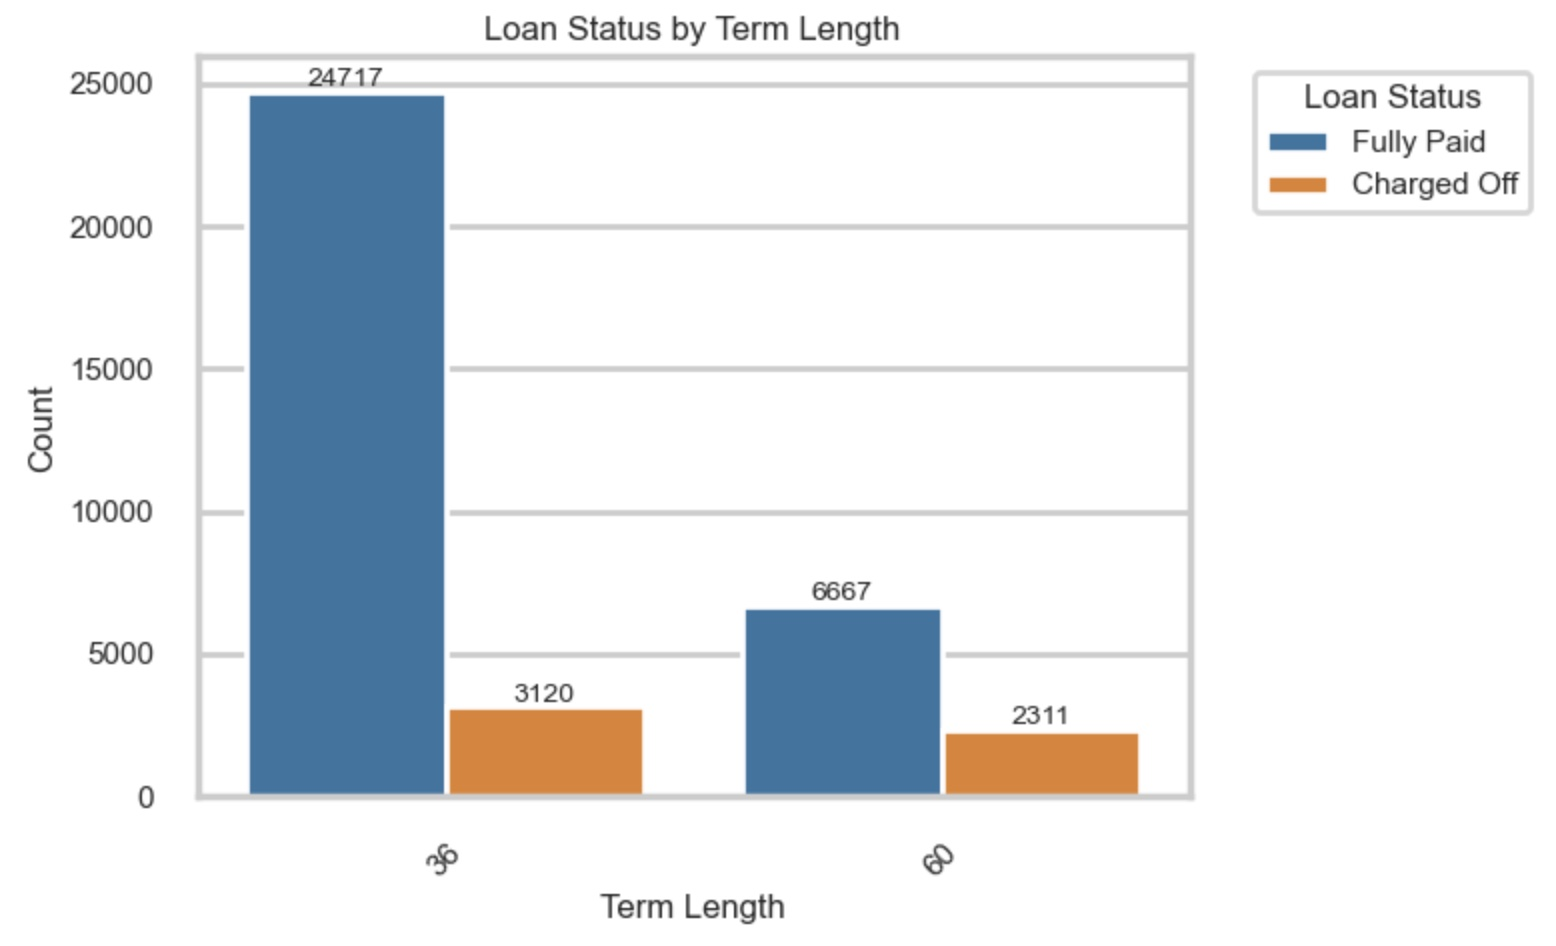 Loan Status by Term Length
25000
20000
15000
10000
5000
0
Count
24717
3120
6667
2311
36
60
Term Length
Loan Status
Fully Paid
Charged Off